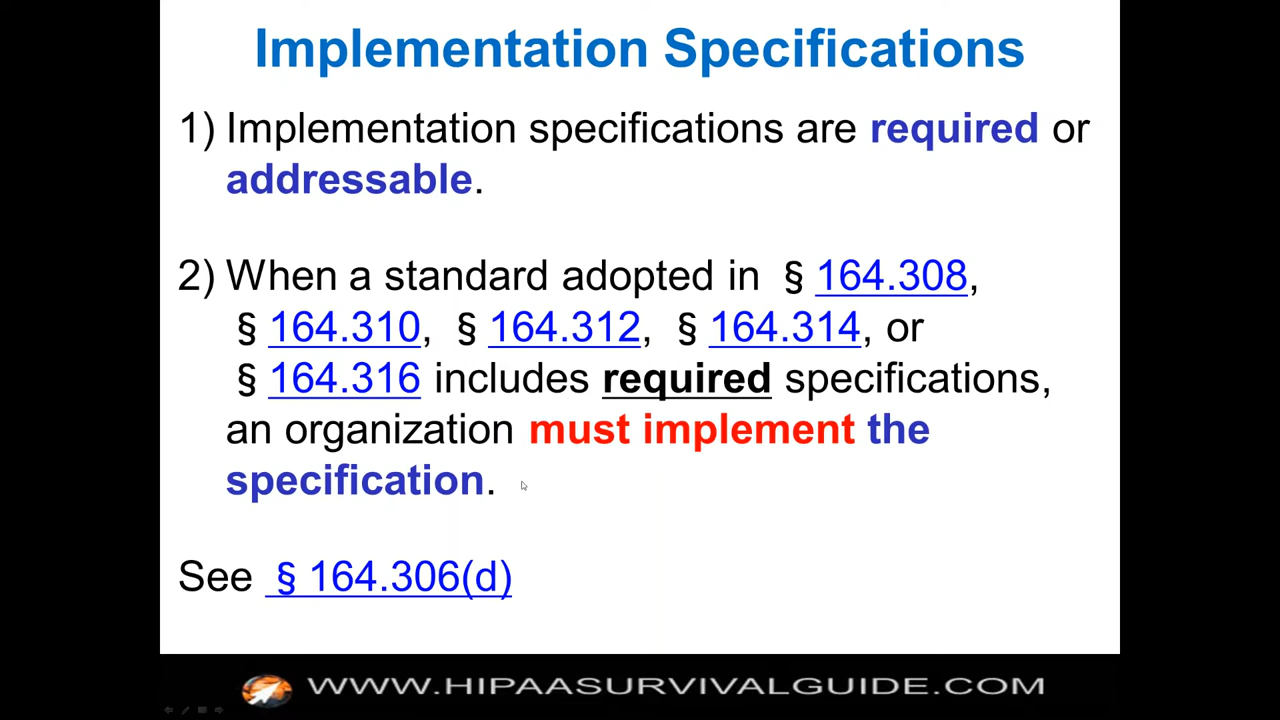 Implementation Specifications
1) Implementation specifications are required or
addressable.
2) When a standard adopted in § 164.308,
§ 164.310, § 164.312, § 164.314, or
§ 164.316 includes required specifications,
an organization must implement the
specification.
See § 164.306(d)
WWW.HIPAASURVIVALGUIDE.COM